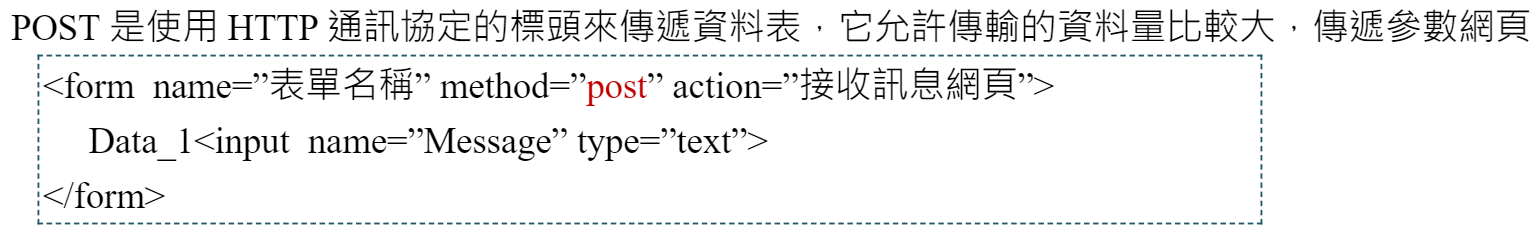 POST 是使用 HTTP 通訊協定的標頭來傳遞資料表，它允許傳輸的資料量比較大，傳遞參數網頁
<form name=”表單名稱” method=”post” action=”接收訊息網頁”>
Data_1<input name=”Message” type=”text”>
</form>